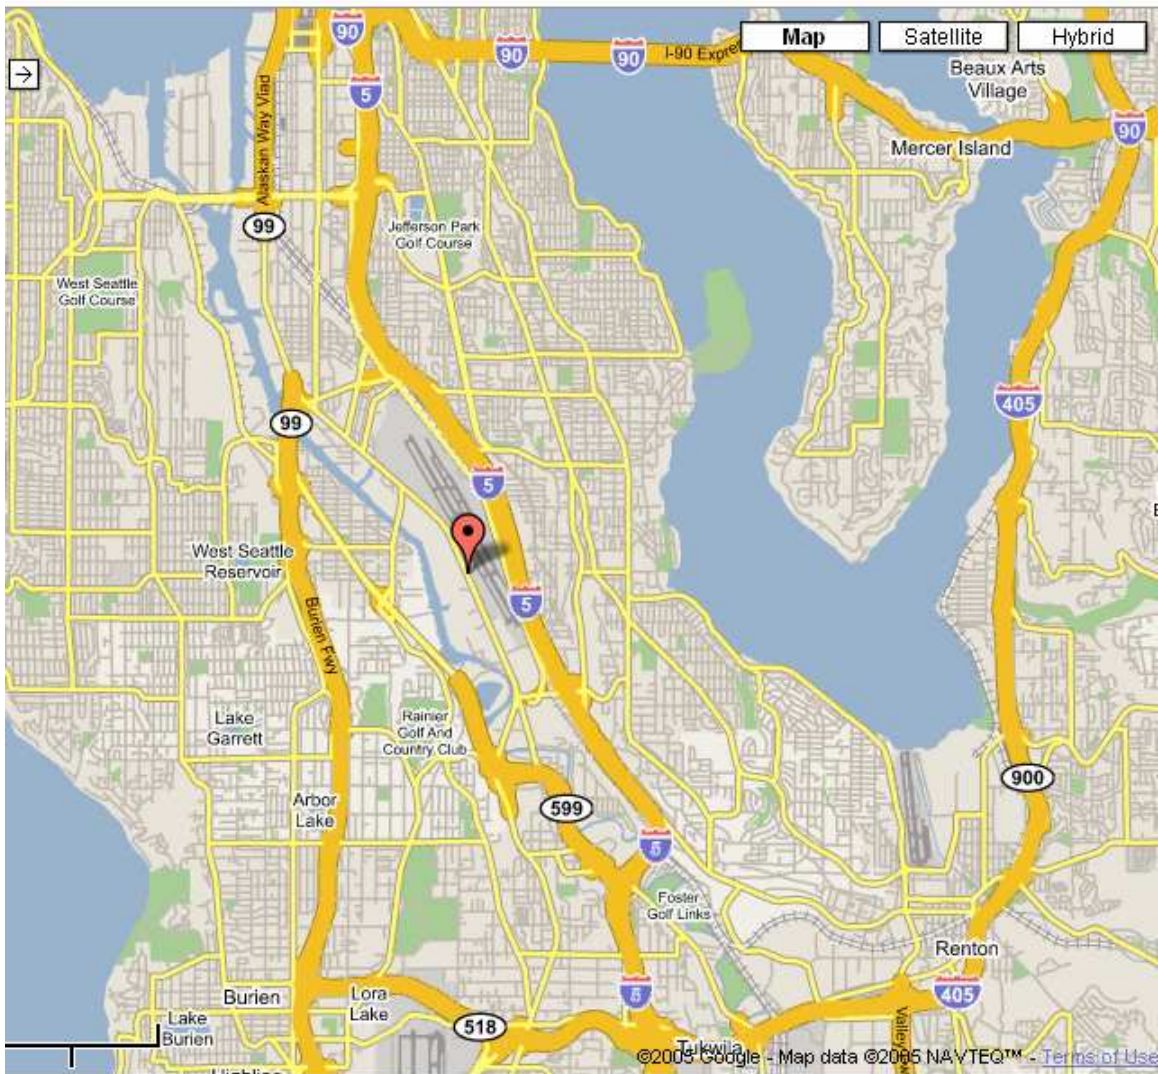 Map
Satellite
Hybrid
90
90
90
I-90 Expre
Beaux Arts
Village
5
Alaskan Way Viad
90
Mercer Island
99
Jefferson Park
Golf Course
West Seattle
Golf Course
405
99
5
West Seattle
Reservoir
5
Burien Fwy
Lake
Garrett
Rainier
Golf And
Country Club
900
Arbor
Lake
599
5
Foster
Golf Links
Renton
Burien
Lora
Lake
5
405
Lake
Burien
518
Valley
Tukwila
©2005 Google - Map data ©2005 NAVTEQ™ - Terms of Use
Highline